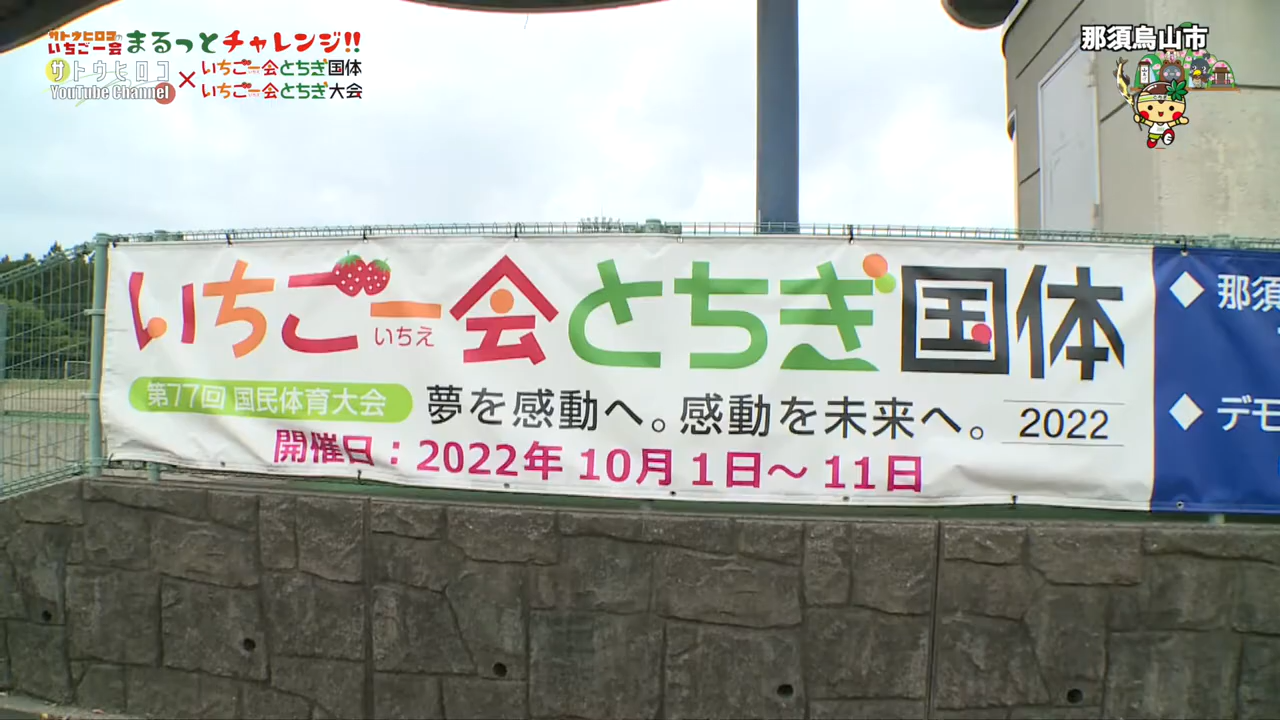 サトウヒロコの
いちご一会 まるっとチャレンジ!!
サトウヒロコ
YouTube Channel
×
いちご一会とちぎ国体
いちご一会とちぎ大会
那須烏山市
いちご一会とちぎ国体
いちえ
第77回 国民体育大会 夢を感動へ。感動を未来へ。 2022
開催日：2022年 10月 1日～ 11日
◆ 那須
◆ デモ